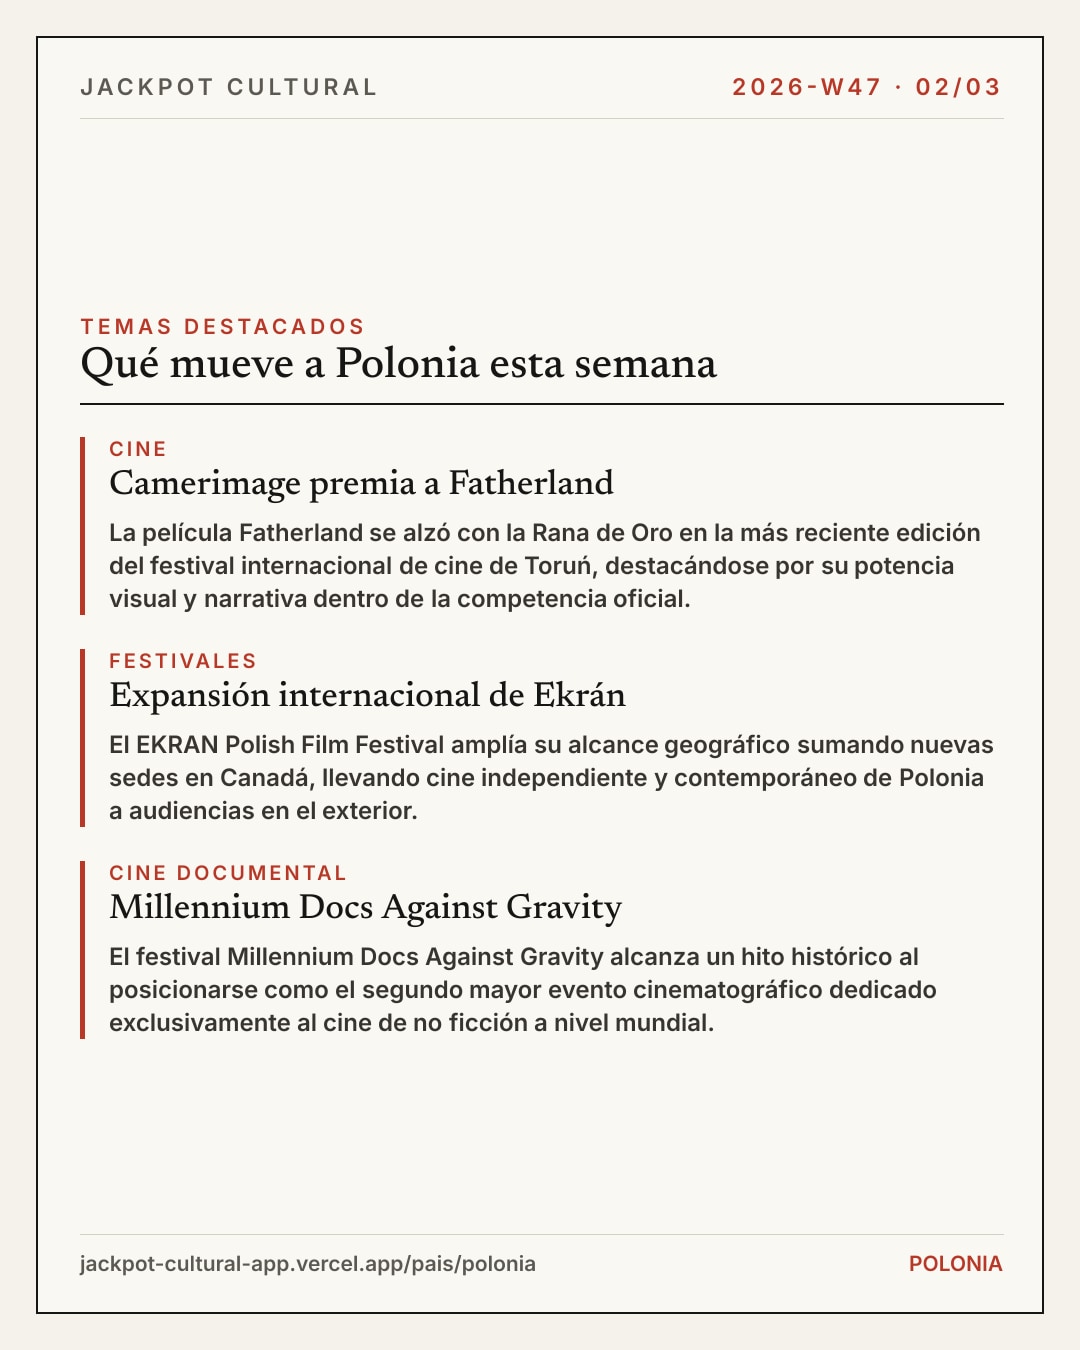 JACKPOT CULTURAL
2026-W47 · 02/03
TEMAS DESTACADOS
Qué mueve a Polonia esta semana
CINE
Camerimage premia a Fatherland
La película Fatherland se alzó con la Rana de Oro en la más reciente edición
del festival internacional de cine de Toruń, destacándose por su potencia
visual y narrativa dentro de la competencia oficial.
FESTIVALES
Expansión internacional de Ekrán
El EKRAN Polish Film Festival amplía su alcance geográfico sumando nuevas
sedes en Canadá, llevando cine independiente y contemporáneo de Polonia
a audiencias en el exterior.
CINE DOCUMENTAL
Millennium Docs Against Gravity
El festival Millennium Docs Against Gravity alcanza un hito histórico al
posicionarse como el segundo mayor evento cinematográfico dedicado
exclusivamente al cine de no ficción a nivel mundial.
jackpot-cultural-app.vercel.app/pais/polonia
POLONIA